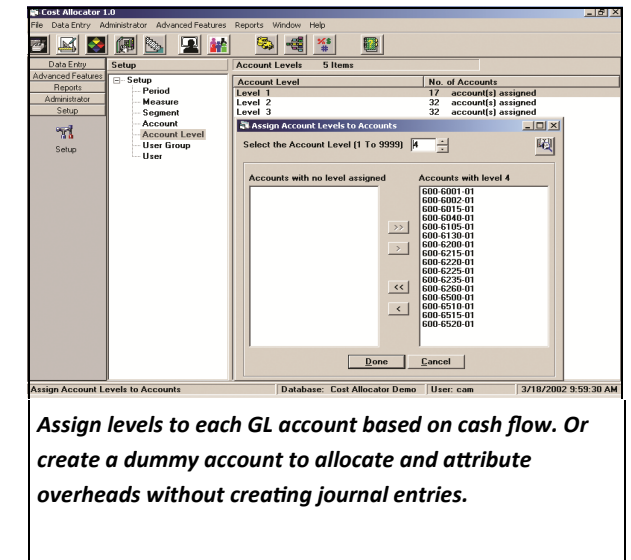 Cost Allocator 1.0
File Data Entry Administrator Advanced Features Reports Window Help
Data Entry
Advanced Features
Reports
Administrator
Setup
Setup
Setup
Setup
Period
Measure
Segment
Account
Account Level
User Group
User
Account Levels 5 Items
Account Level No. of Accounts
Level 1 17 account(s) assigned
Level 2 32 account(s) assigned
Level 3 32 account(s) assigned
Assign Account Levels to Accounts
Select the Account Level (1 To 9999) 4
Accounts with no level assigned
>>
>
<<
<
Accounts with level 4
600-6001-01
600-6002-01
600-6015-01
600-6040-01
600-6105-01
600-6130-01
600-6200-01
600-6215-01
600-6220-01
600-6225-01
600-6235-01
600-6260-01
600-6500-01
600-6510-01
600-6515-01
600-6520-01
Done Cancel
Assign Account Levels to Accounts Database: Cost Allocator Demo User: cam 3/18/2002 9:59:30 AM
Assign levels to each GL account based on cash flow. Or
create a dummy account to allocate and attribute
overheads without creating journal entries.